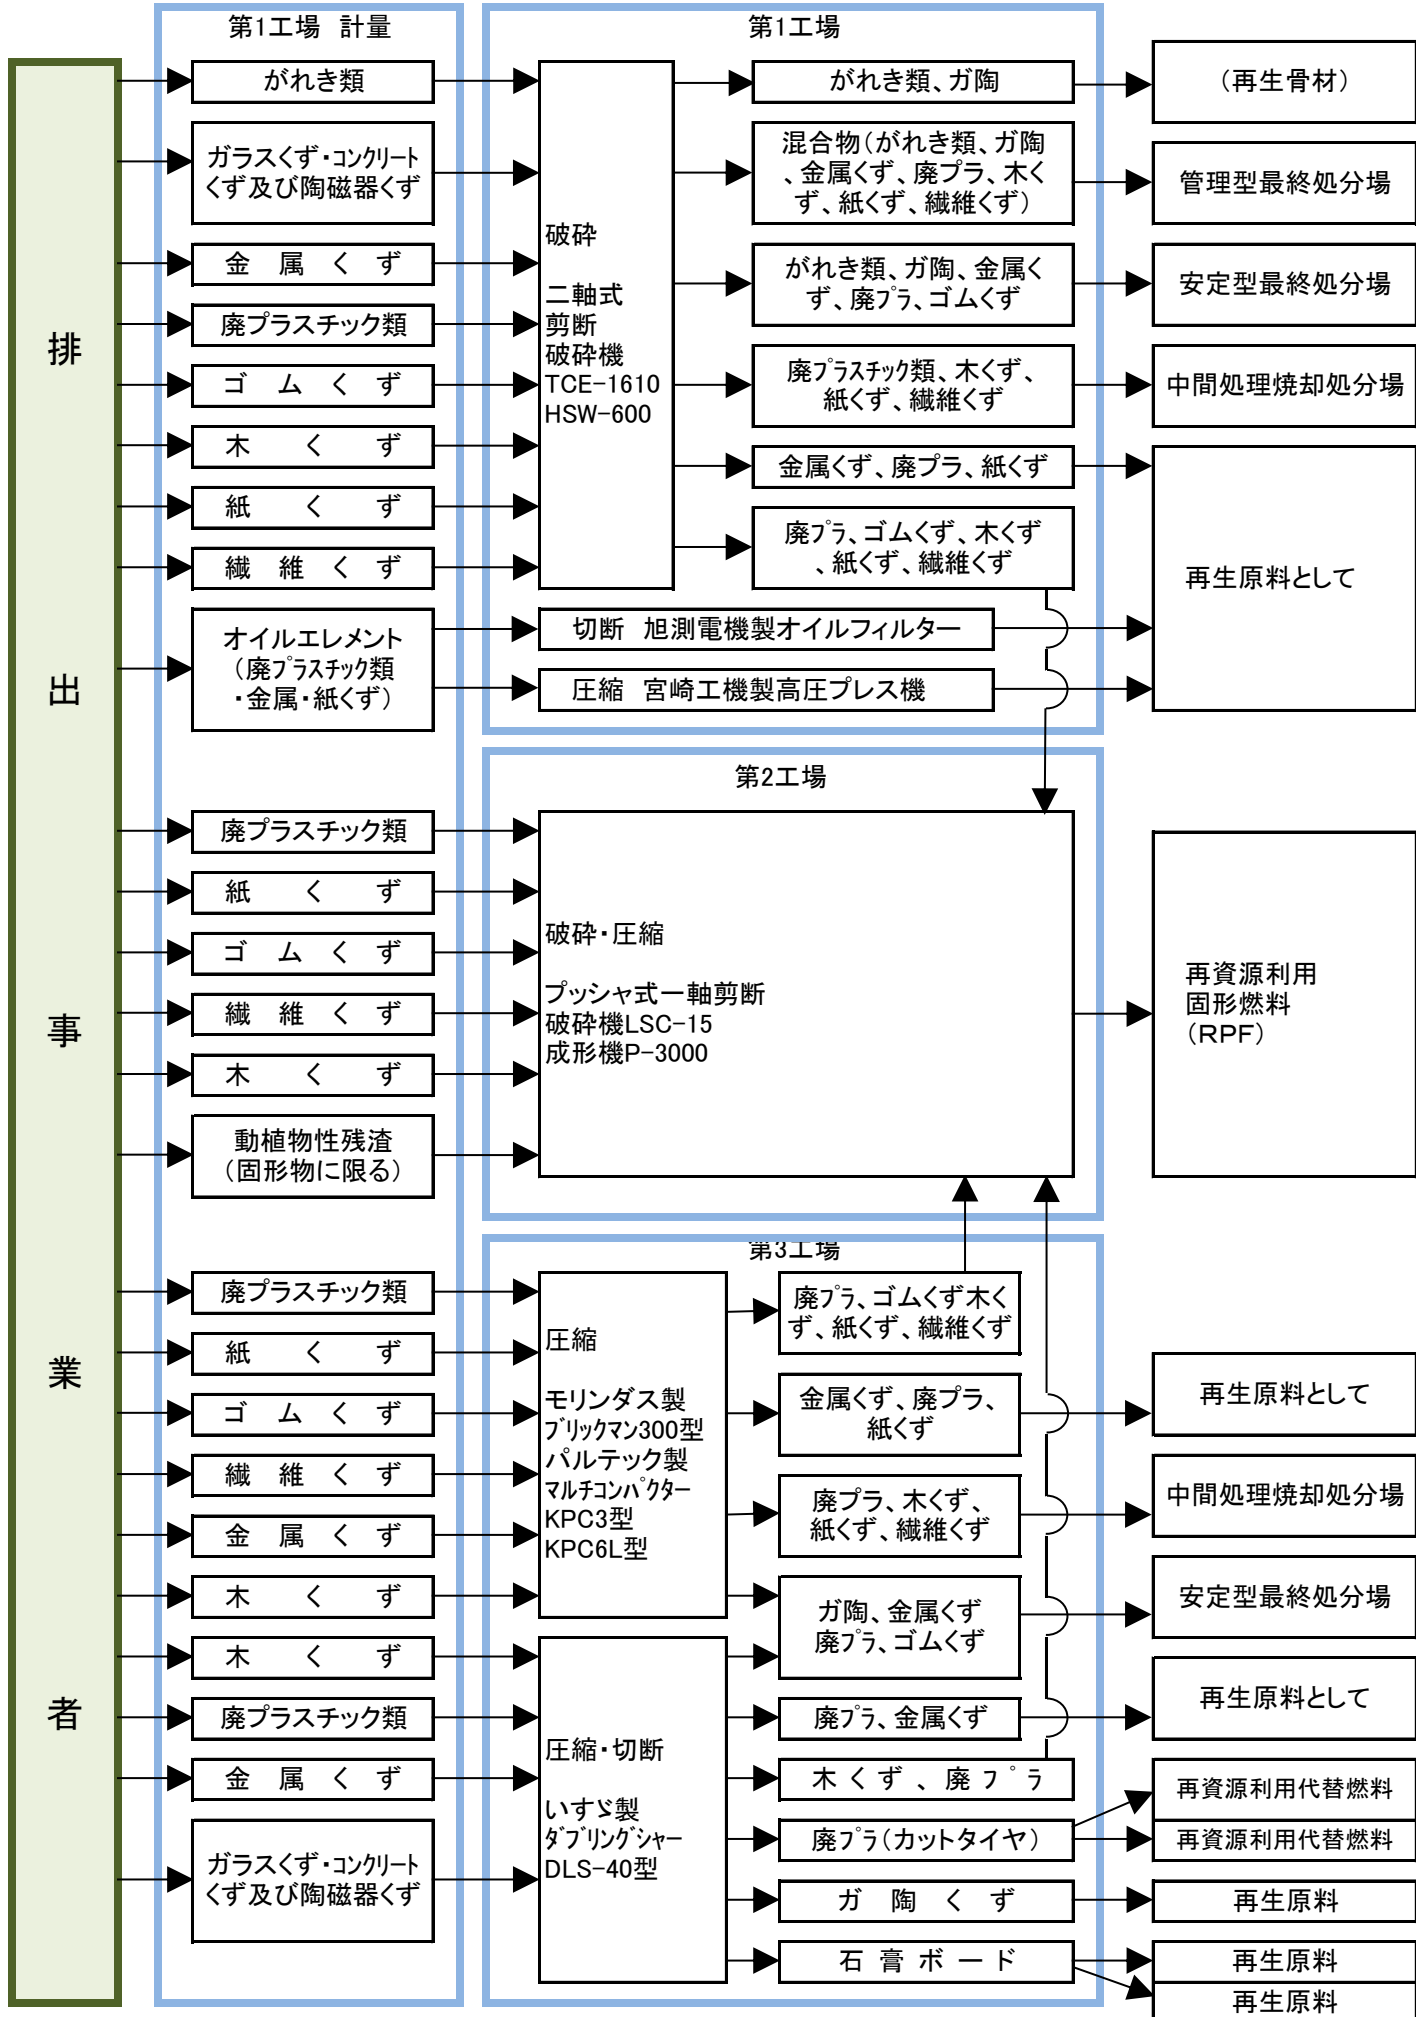 第1工場 計量
第1工場
排
出
事
業
者
がれき類
ガラスくず・コンクリート
くず及び陶磁器くず
金属くず
廃プラスチック類
ゴムくず
木くず
紙くず
繊維くず
オイルエレメント
（廃プラスチック類
・金属・紙くず）
破砕
二軸式
剪断
破砕機
TCE-1610
HSW-600
がれき類、ガ陶
混合物（がれき類、ガ陶
、金属くず、廃プラ、木く
ず、紙くず、繊維くず）
がれき類、ガ陶、金属く
ず、廃プラ、ゴムくず
廃プラスチック類、木くず、
紙くず、繊維くず
金属くず、廃プラ、紙くず
廃プラ、ゴムくず、木くず
、紙くず、繊維くず
切断 旭測電機製オイルフィルター
圧縮 宮崎工機製高圧プレス機
（再生骨材）
管理型最終処分場
安定型最終処分場
中間処理焼却処分場
再生原料として
第2工場
廃プラスチック類
紙くず
ゴムくず
繊維くず
木くず
動植物性残渣
（固形物に限る）
破砕・圧縮
プッシャ式一軸剪断
破砕機LSC-15
成形機P-3000
再資源利用
固形燃料
（RPF）
第3工場
廃プラスチック類
紙くず
ゴムくず
繊維くず
金属くず
木くず
木くず
廃プラスチック類
金属くず
ガラスくず・コンクリート
くず及び陶磁器くず
圧縮
モリンダス製
ブリックマン300型
パルテック製
マルチコンパクター
KPC3型
KPC6L型
圧縮・切断
いすゞ製
ダブリングシャー
DLS-40型
廃プラ、ゴムくず木く
ず、紙くず、繊維くず
金属くず、廃プラ、
紙くず
廃プラ、木くず、
紙くず、繊維くず
ガ陶、金属くず
廃プラ、ゴムくず
廃プラ、金属くず
木くず、廃プラ
廃プラ（カットタイヤ）
ガ陶くず
石膏ボード
再生原料として
中間処理焼却処分場
安定型最終処分場
再生原料として
再資源利用代替燃料
再資源利用代替燃料
再生原料
再生原料
再生原料